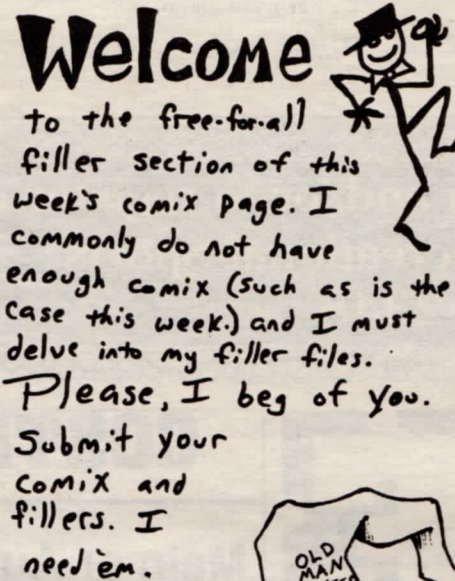 Welcome
to the free-for-all
filler section of this
week's comix page. I
commonly do not have
enough comix (such as is the
case this week.) and I must
delve into my filler files.
Please, I beg of you.
Submit your
comix and
fillers. I
need 'em.
OLD
MAN